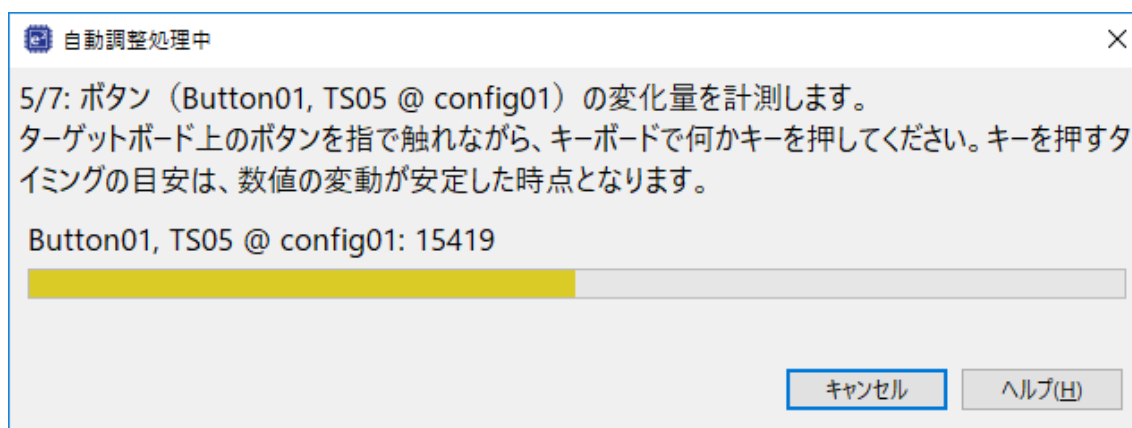 自動調整処理中
5/7: ボタン（Button01, TS05 @ config01）の変化量を計測します。
ターゲットボード上のボタンを指で触れながら、キーボードで何かキーを押してください。キーを押すタ
イミングの目安は、数値の変動が安定した時点となります。
Button01, TS05 @ config01: 15419
キャンセル
ヘルプ(H)